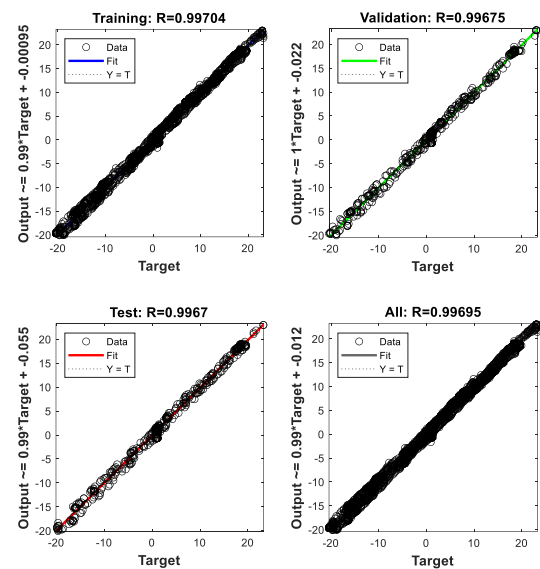 Training: R=0.99704
Output ~= 0.99*Target + -0.00095
20
15
10
5
0
-5
-10
-15
-20
Data
Fit
Y = T
-20
-10
0
10
20
Target
Validation: R=0.99675
Output ~= 1*Target + -0.022
20
15
10
5
0
-5
-10
-15
-20
Data
Fit
Y = T
-20
-10
0
10
20
Target
Test: R=0.9967
Output ~= 0.99*Target + -0.055
20
15
10
5
0
-5
-10
-15
-20
Data
Fit
Y = T
-20
-10
0
10
20
Target
All: R=0.99695
Output ~= 0.99*Target + -0.012
20
15
10
5
0
-5
-10
-15
-20
Data
Fit
Y = T
-20
-10
0
10
20
Target